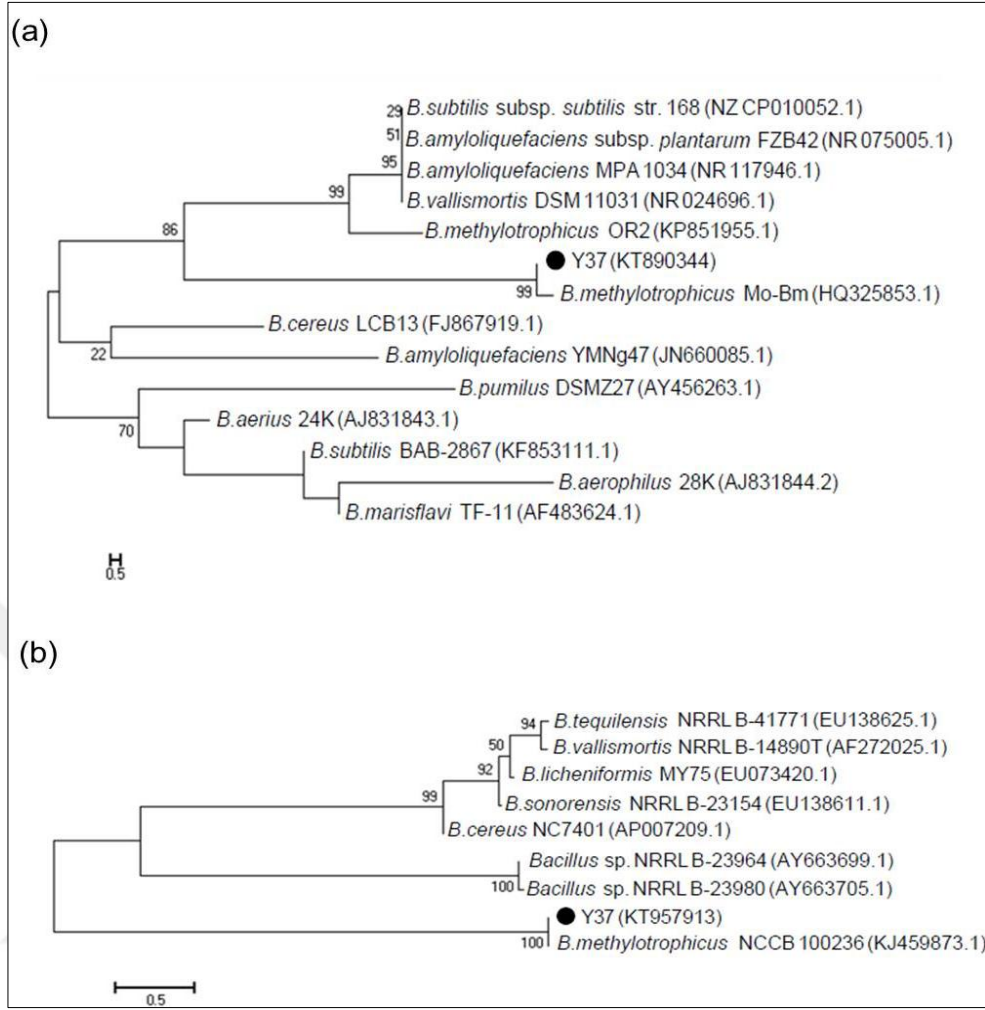 (a)
29
B.subtilis subsp. subtilis str. 168 (NZ CP010052.1)
51
B.amyloliquefaciens subsp. plantarum FZB42 (NR 075005.1)
95
B.amyloliquefaciens MPA 1034 (NR 117946.1)
99
B.vallismortis DSM 11031 (NR 024696.1)
86
B.methylotrophicus OR2 (KP851955.1)
Y37 (KT890344)
99
B.methylotrophicus Mo-Bm (HQ325853.1)
B.cereus LCB13 (FJ867919.1)
22
B.amyloliquefaciens YMNg47 (JN660085.1)
B.pumilus DSMZ27 (AY456263.1)
70
B.aerius 24K (AJ831843.1)
B.subtilis BAB-2867 (KF853111.1)
B.aerophilus 28K (AJ831844.2)
B.marisflavi TF-11 (AF483624.1)
0.5
(b)
94
B.tequilensis NRRL B-41771 (EU138625.1)
50
B.vallismortis NRRL B-14890T (AF272025.1)
92
B.licheniformis MY75 (EU073420.1)
99
B.sonorensis NRRL B-23154 (EU138611.1)
B.cereus NC7401 (AP007209.1)
Bacillus sp. NRRL B-23964 (AY663699.1)
100
Bacillus sp. NRRL B-23980 (AY663705.1)
Y37 (KT957913)
100
B.methylotrophicus NCCB 100236 (KJ459873.1)
0.5